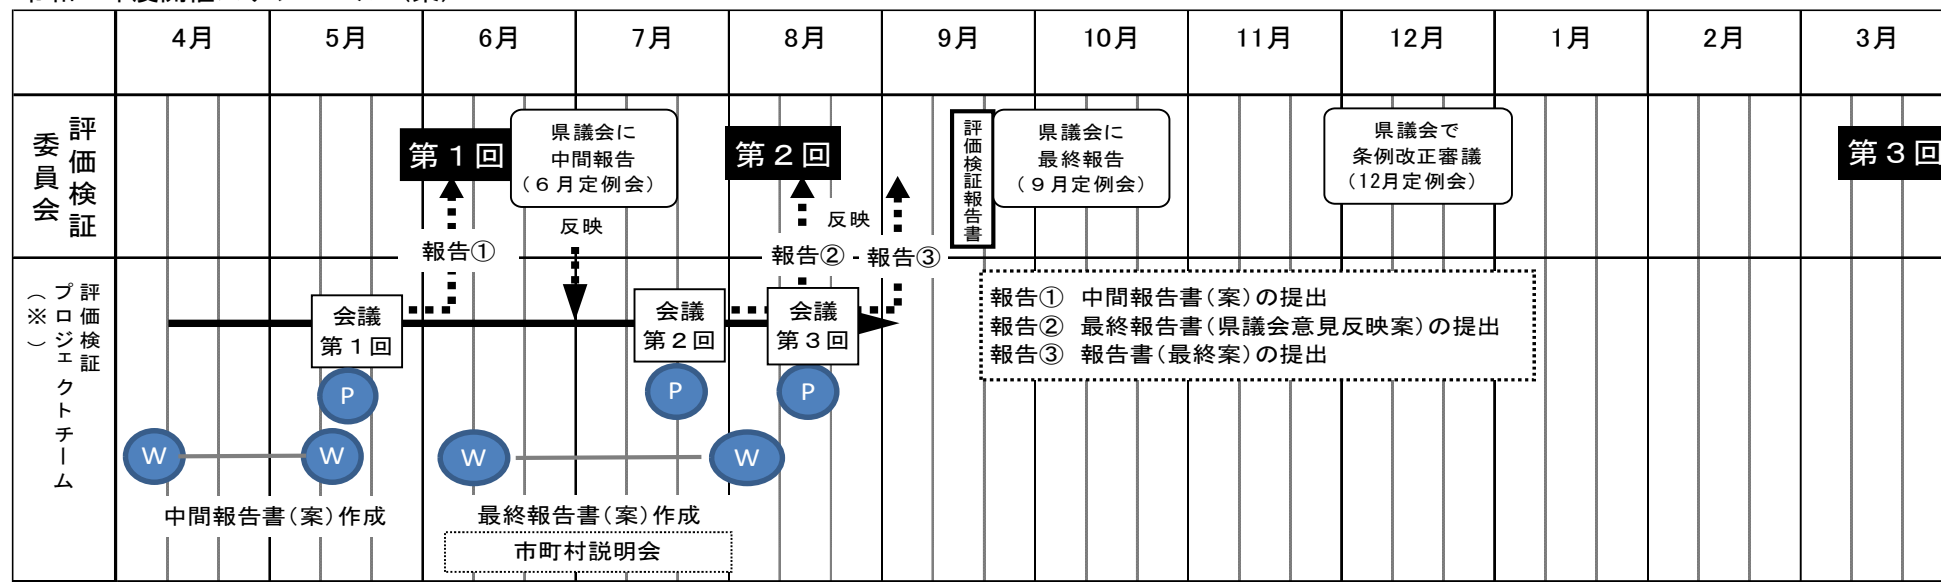 4月 5月 6月 7月 8月 9月 10月 11月 12月 1月 2月 3月
評価検証
委員会
第１回
県議会に
中間報告
（６月定例会）
第２回
評価検証報告書
県議会に
最終報告
（９月定例会）
県議会で
条例改正審議
（12月定例会）
第３回
反映
反映
報告①
報告②
報告③
評価検証
プロジェクトチーム
（※）
会議
第１回
会議
第２回
会議
第３回
報告① 中間報告書（案）の提出
報告② 最終報告書（県議会意見反映案）の提出
報告③ 報告書（最終案）の提出
P
P
P
W
W
W
W
中間報告書（案）作成
最終報告書（案）作成
市町村説明会